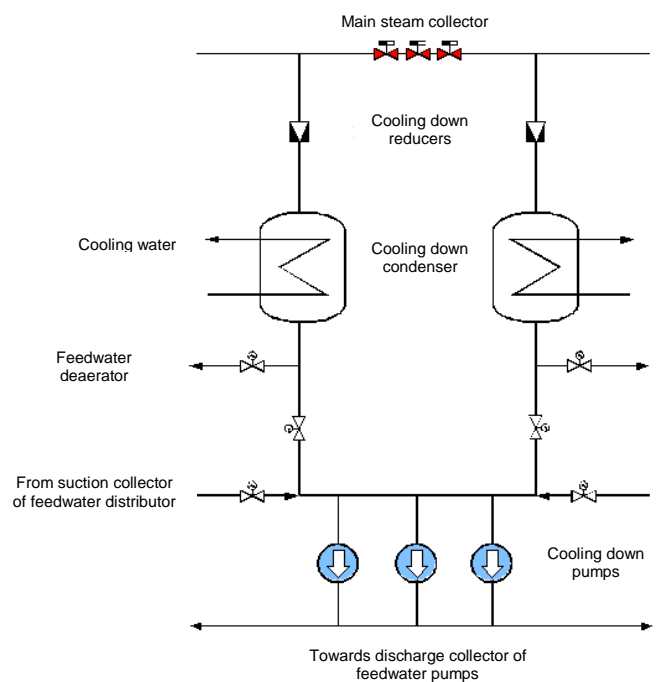 Main steam collector
Cooling down
reducers
Cooling water
Cooling down
condenser
Feedwater
deaerator
From suction collector
of feedwater distributor
Cooling down
pumps
Towards discharge collector of
feedwater pumps